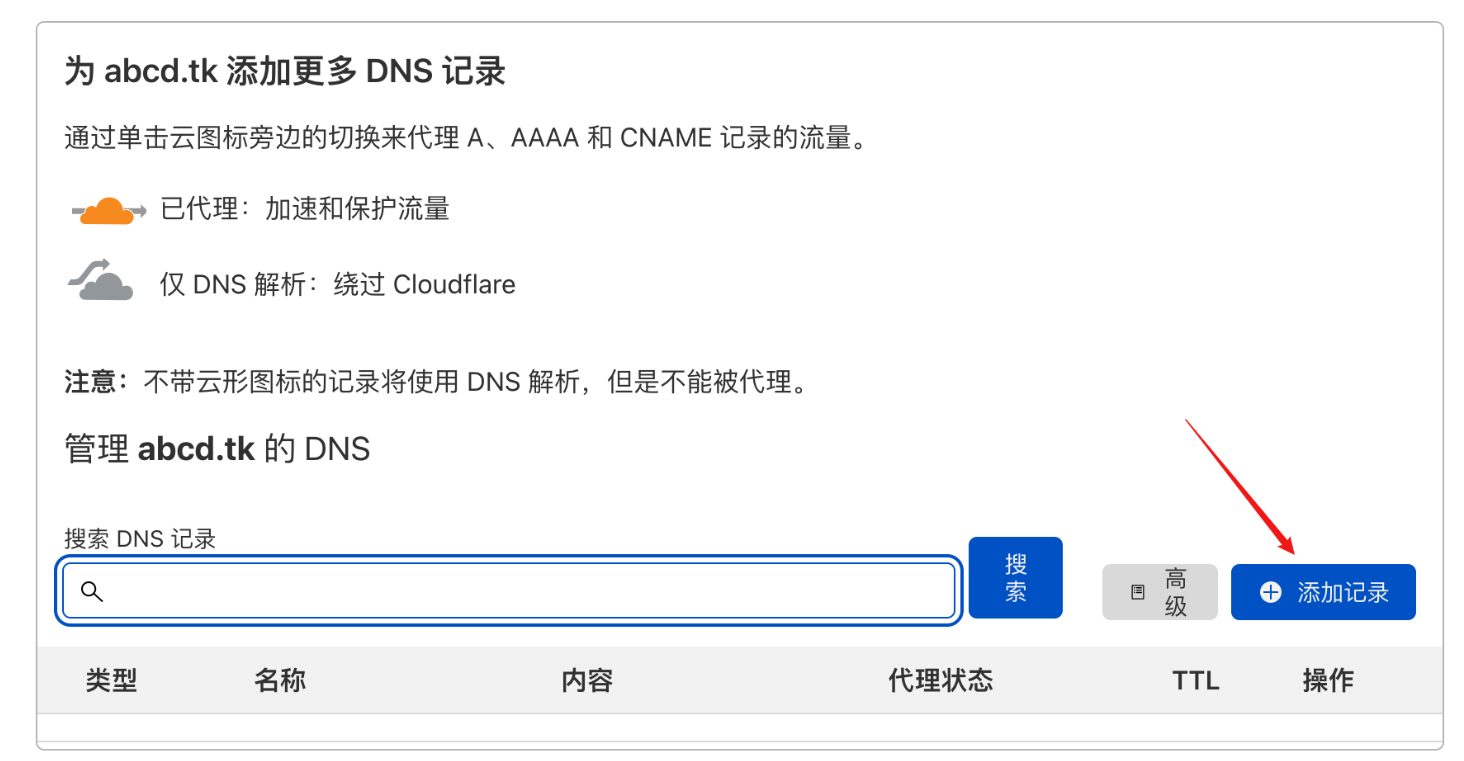 为 abcd.tk 添加更多 DNS 记录
通过单击云图标旁边的切换来代理 A、AAAA 和 CNAME 记录的流量。
已代理：加速和保护流量
仅 DNS 解析：绕过 Cloudflare
注意：不带云形图标的记录将使用 DNS 解析，但是不能被代理。
管理 abcd.tk 的 DNS
搜索 DNS 记录
搜
索
高
级
添加记录
类型 名称 内容 代理状态 TTL 操作